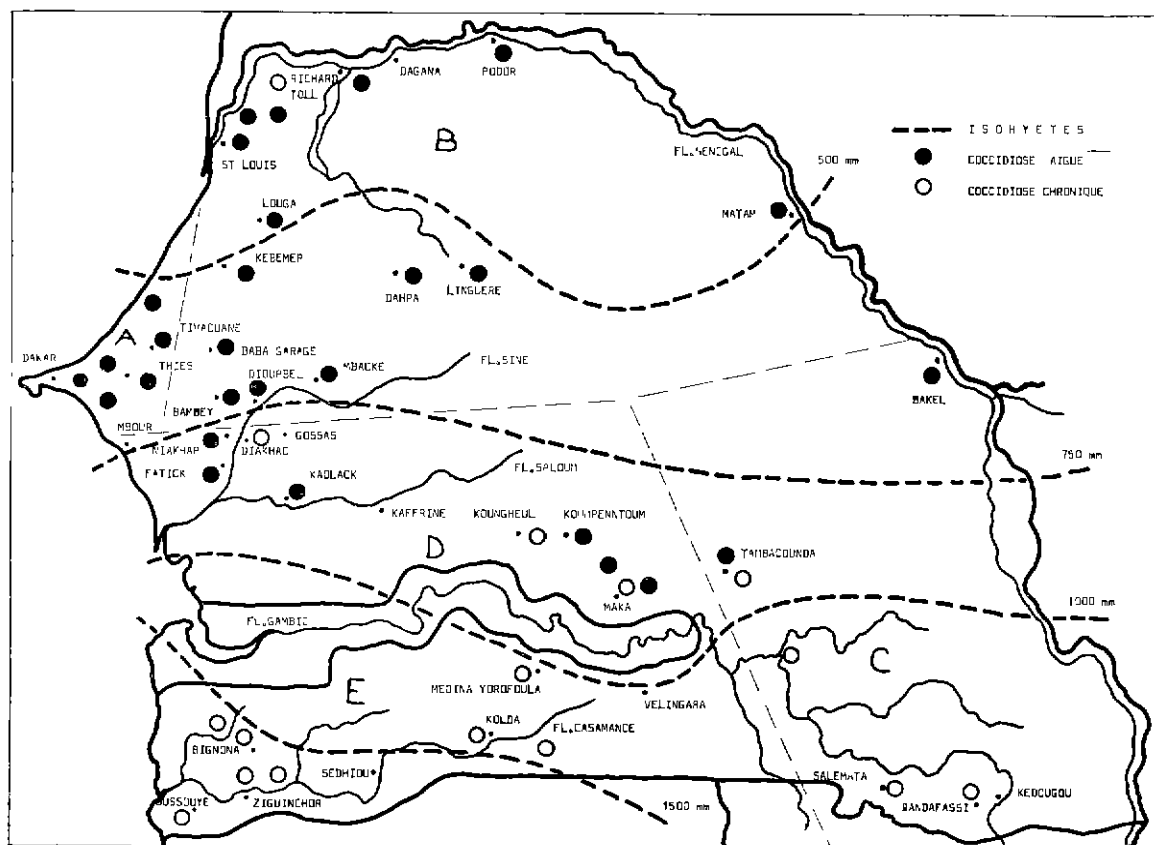 DAGANA
PODOR
RICHARD
TOLL
B
ISOHYETES
FL.SENEGAL
500 mm
COCCIDIOSE AIGUE
COCCIDIOSE CHRONIQUE
ST LOUIS
LOUGA
MATAM
KEBEMER
DAHRA
LINGUERE
A
TIVAOUANE
DAKAR
BABA GARAGE
THIES
DIOURBEL
MBACKE
FL.SINE
BAMBEY
BAKEL
MBOUR
NIAKHAR
DIAKHAO
GOSSAS
750 mm
FATICK
KAOLACK
FL.SALOUM
KAFFRINE
KOUNGHEUL
KOUMPENNTOUM
D
TAMBACOUNDA
MAKA
1000 mm
FL.GAMBIE
C
E
MEDINA YOROFOULA
VELINGARA
KOLDA
FL.CASAMANCE
BIGNONA
SEDHIOU
SALEMATA
KEDOUGOU
BANDAFASSI
OUSSOUYE
ZIGUINCHOR
1500 mm